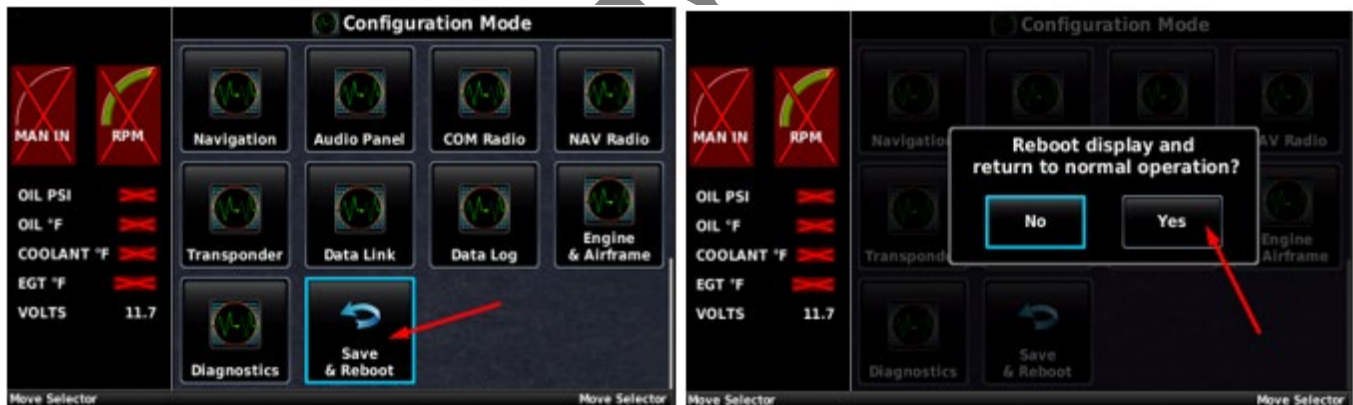 Configuration Mode
MAN IN RPM
Navigation Audio Panel COM Radio NAV Radio
OIL PSI
OIL °F
COOLANT °F
EGT °F
VOLTS 11.7
Transponder Data Link Data Log Engine
& Airframe
Diagnostics Save
& Reboot
Move Selector Move Selector
Configuration Mode
MAN IN RPM
Navigatio AV Radio
Reboot display and
return to normal operation?
No Yes
OIL PSI
OIL °F
COOLANT °F
EGT °F
VOLTS 11.7
Transpond Engine
Airframe
Diagnostics Save
& Reboot
Move Selector Move Selector